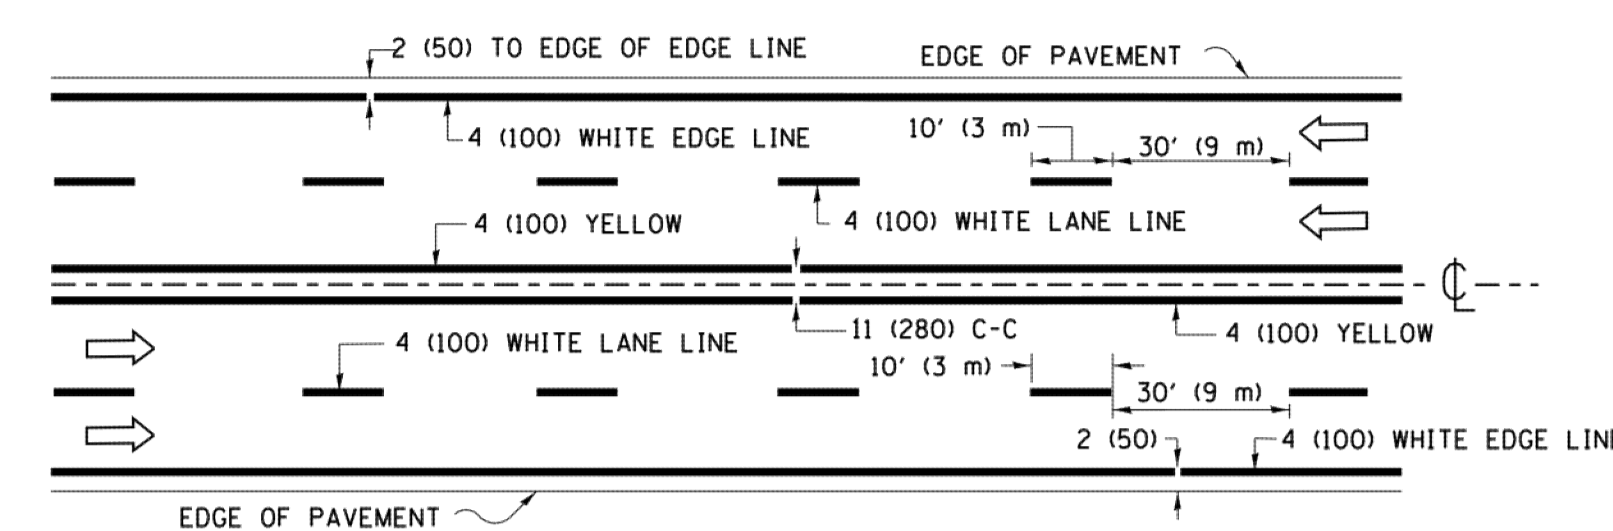 2 (50) TO EDGE OF EDGE LINE
EDGE OF PAVEMENT
4 (100) WHITE EDGE LINE
10' (3 m)
30' (9 m)
4 (100) YELLOW
4 (100) WHITE LANE LINE
℄
11 (280) C-C
4 (100) YELLOW
4 (100) WHITE LANE LINE
10' (3 m)
30' (9 m)
2 (50)
4 (100) WHITE EDGE LIN
EDGE OF PAVEMENT